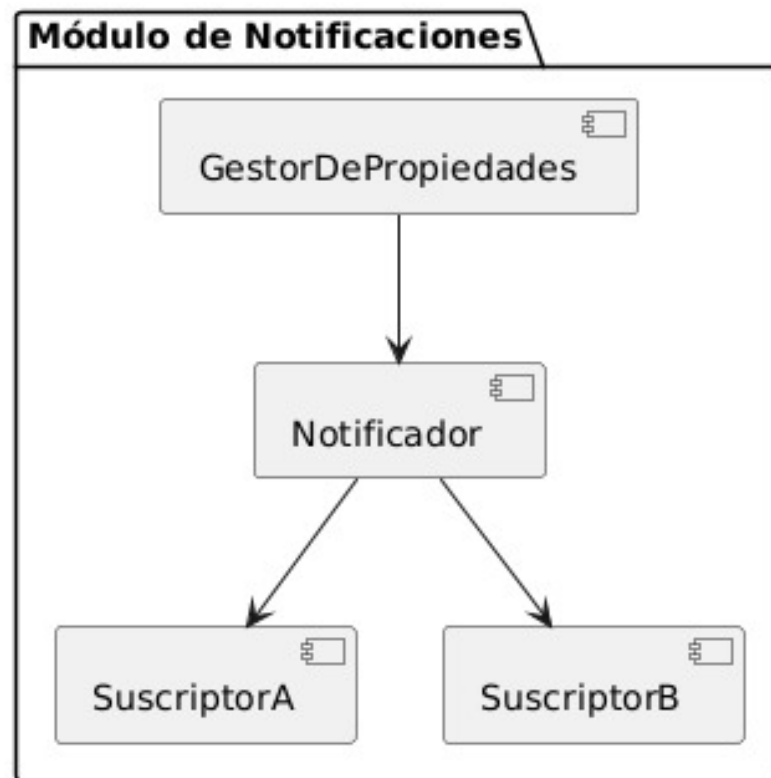 Módulo de Notificaciones
GestorDePropiedades
Notificador
SuscriptorA
SuscriptorB